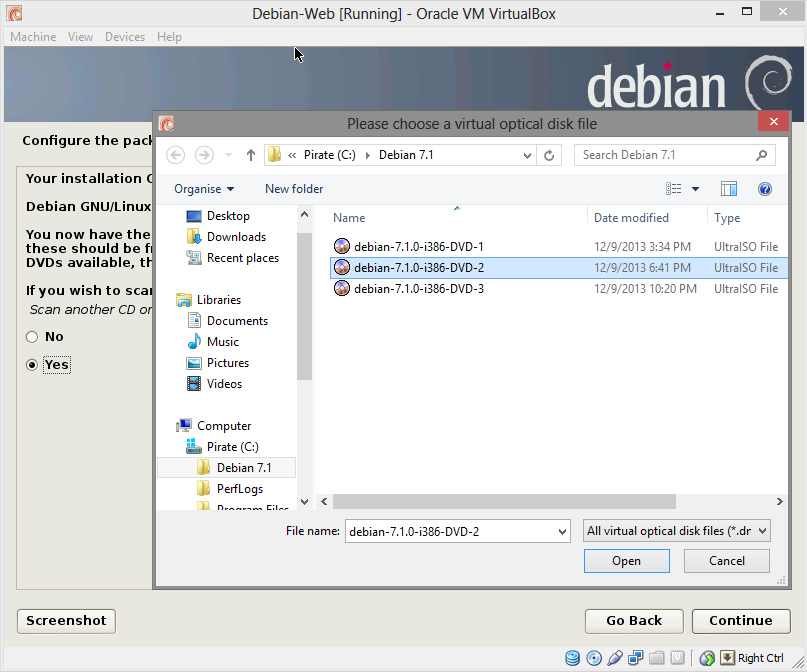 Debian-Web [Running] - Oracle VM VirtualBox
Machine View Devices Help
debian
Please choose a virtual optical disk file
Configure the pack
« Pirate (C:) Debian 7.1
Search Debian 7.1
Organise New folder
Your installation
Debian GNU/Linux
You now have the
these should be
DVDs available,
If you wish to scan
Scan another CD or
No
Yes
Desktop
Downloads
Recent places
Libraries
Documents
Music
Pictures
Videos
Computer
Pirate (C:)
Debian 7.1
PerfLogs
Program Files
Name Date modified Type
debian-7.1.0-i386-DVD-1 12/9/2013 3:34 PM UltraISO File
debian-7.1.0-i386-DVD-2 12/9/2013 6:41 PM UltraISO File
debian-7.1.0-i386-DVD-3 12/9/2013 10:20 PM UltraISO File
File name: debian-7.1.0-i386-DVD-2 All virtual optical disk files (*.dr
Open Cancel
Screenshot Go Back Continue
Right Ctrl